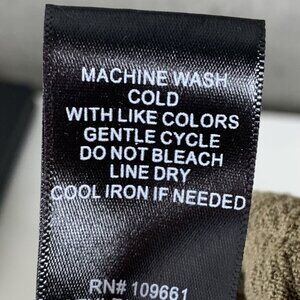 MACHINE WASH
COLD
WITH LIKE COLORS
GENTLE CYCLE
DO NOT BLEACH
LINE DRY
COOL IRON IF NEEDED
RN# 109661